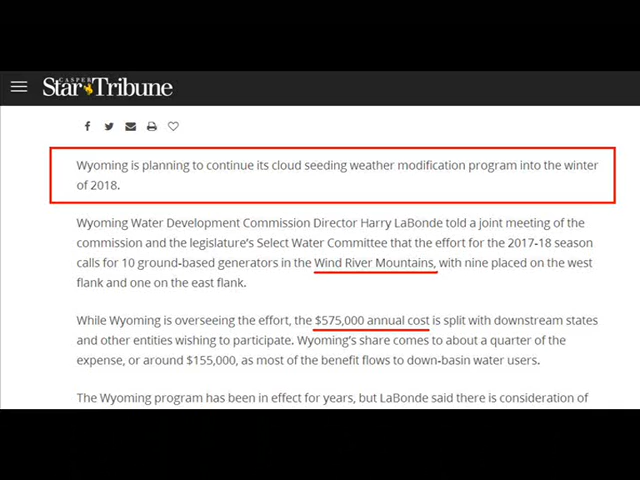 CASPER
Star Tribune
Wyoming is planning to continue its cloud seeding weather modification program into the winter
of 2018.
Wyoming Water Development Commission Director Harry LaBonde told a joint meeting of the
commission and the legislature's Select Water Committee that the effort for the 2017-18 season
calls for 10 ground-based generators in the Wind River Mountains, with nine placed on the west
flank and one on the east flank.
While Wyoming is overseeing the effort, the $575,000 annual cost is split with downstream states
and other entities wishing to participate. Wyoming's share comes to about a quarter of the
expense, or around $155,000, as most of the benefit flows to down-basin water users.
The Wyoming program has been in effect for years, but LaBonde said there is consideration of